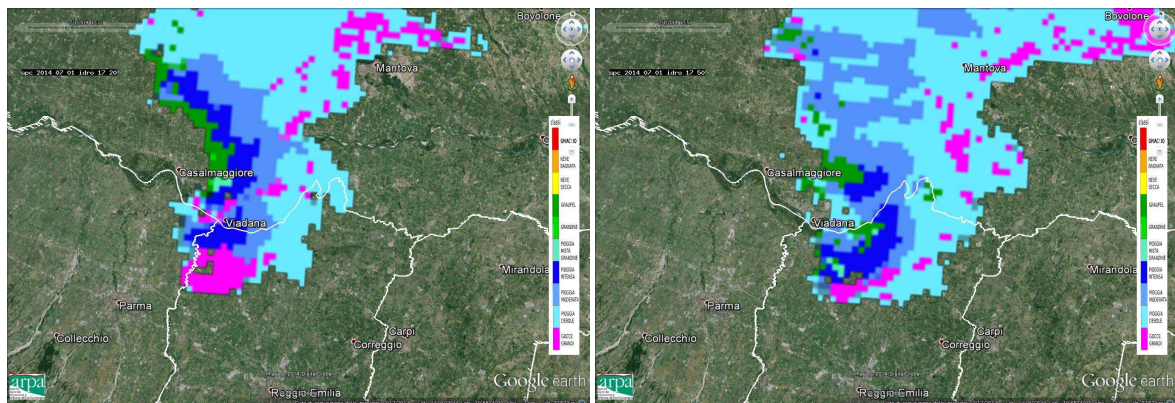 Bovolone
spc 2014 07 01 idro 17 20
Mantova
Casalmaggiore
Viadana
Mirandola
Parma
Collecchio
Carpi
Correggio
Reggio Emilia
GHIACCIO
NEVE
BAGNATA
NEVE
SECCA
GRAUPEL
GRANDINE
PIOGGIA
MISTA
GRANDINE
PIOGGIA
INTENSA
PIOGGIA
MODERATA
PIOGGIA
DEBOLE
GOCCE
GRANDI
arpa
Google earth
Bovolone
spc 2014 07 01 idro 17 50
Mantova
Casalmaggiore
Viadana
Mirandola
Parma
Collecchio
Carpi
Correggio
Reggio Emilia
GHIACCIO
NEVE
BAGNATA
NEVE
SECCA
GRAUPEL
GRANDINE
PIOGGIA
MISTA
GRANDINE
PIOGGIA
INTENSA
PIOGGIA
MODERATA
PIOGGIA
DEBOLE
GOCCE
GRANDI
arpa
Google earth